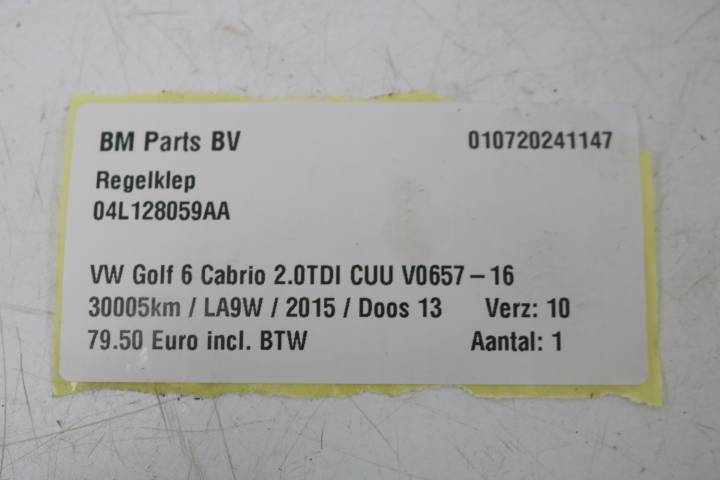 BM Parts BV 010720241147
Regelklep
04L128059AA
VW Golf 6 Cabrio 2.0TDI CUU V0657-16
30005km / LA9W / 2015 / Doos 13 Verz: 10
79.50 Euro incl. BTW Aantal: 1